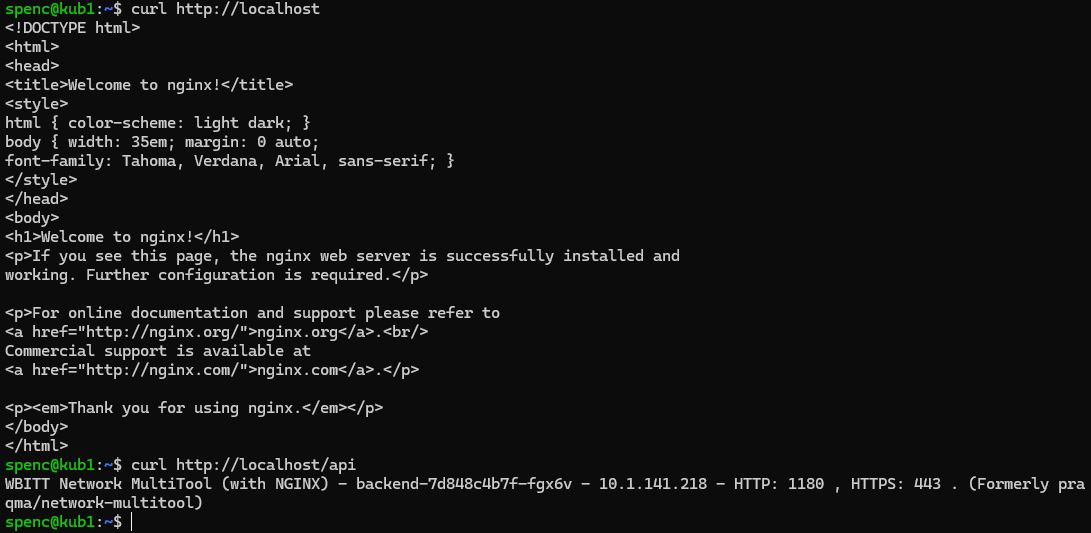 spenc@kub1:~$ curl http://localhost
<!DOCTYPE html>
<html>
<head>
<title>Welcome to nginx!</title>
<style>
html { color-scheme: light dark; }
body { width: 35em; margin: 0 auto;
font-family: Tahoma, Verdana, Arial, sans-serif; }
</style>
</head>
<body>
<h1>Welcome to nginx!</h1>
<p>If you see this page, the nginx web server is successfully installed and
working. Further configuration is required.</p>

<p>For online documentation and support please refer to
<a href="http://nginx.org/">nginx.org</a>.<br/>
Commercial support is available at
<a href="http://nginx.com/">nginx.com</a>.</p>

<p><em>Thank you for using nginx.</em></p>
</body>
</html>
spenc@kub1:~$ curl http://localhost/api
WBITT Network MultiTool (with NGINX) - backend-7d848c4b7f-fgx6v - 10.1.141.218 - HTTP: 1180 , HTTPS: 443 . (Formerly pra
qma/network-multitool)
spenc@kub1:~$